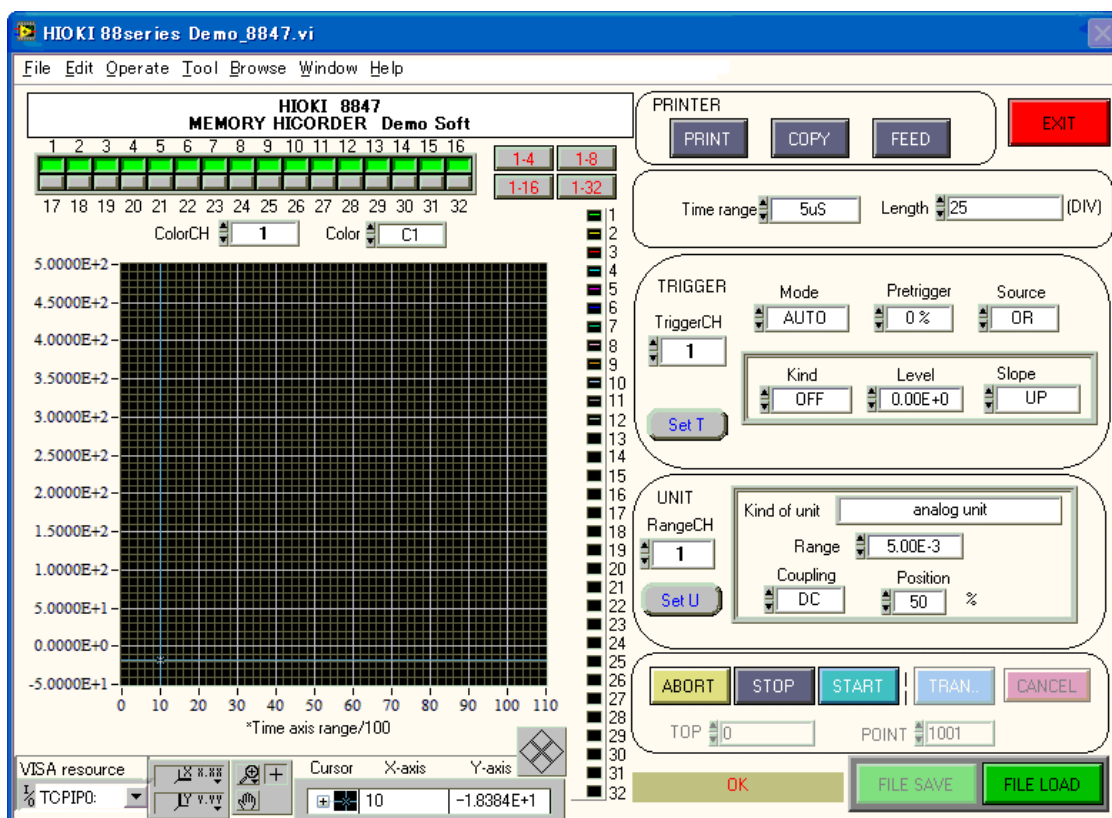 HIOKI 88series Demo_8847.vi
File Edit Operate Tool Browse Window Help
HIOKI 8847
MEMORY HICORDER Demo Soft
1 2 3 4 5 6 7 8 9 10 11 12 13 14 15 16
17 18 19 20 21 22 23 24 25 26 27 28 29 30 31 32
1-4 1-8
1-16 1-32
ColorCH 1 Color C1
5.0000E+2
4.5000E+2
4.0000E+2
3.5000E+2
3.0000E+2
2.5000E+2
2.0000E+2
1.5000E+2
1.0000E+2
5.0000E+1
0.0000E+0
-5.0000E+1
0 10 20 30 40 50 60 70 80 90 100 110
*Time axis range/100
1
2
3
4
5
6
7
8
9
10
11
12
13
14
15
16
17
18
19
20
21
22
23
24
25
26
27
28
29
30
31
32
PRINTER
PRINT COPY FEED
EXIT
Time range 5uS Length 25 (DIV)
TRIGGER
Mode Pretrigger Source
TriggerCH
AUTO 0 % OR
1
Kind Level Slope
OFF 0.00E+0 UP
Set T
UNIT
Kind of unit analog unit
RangeCH
1
Range 5.00E-3
Coupling Position
Set U
DC 50 %
ABORT STOP START TRAN.. CANCEL
TOP 0 POINT 1001
VISA resource
TCPIP0:
X X.XX
Y Y.YY
Cursor X-axis Y-axis
10 -1.8384E+1
OK
FILE SAVE FILE LOAD